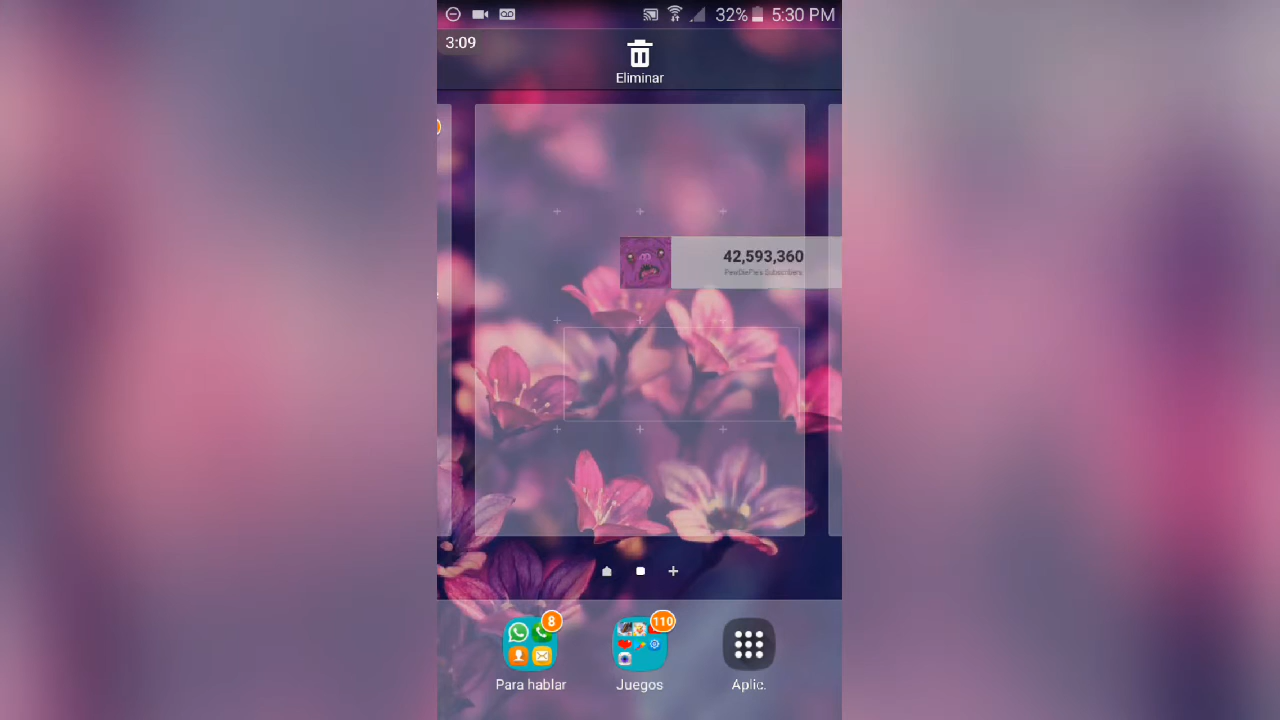 32% 5:30 PM
3:09
Eliminar
42,593,360
PewDiePie's Subscribers
8
110
Para hablar
Juegos
Aplic.